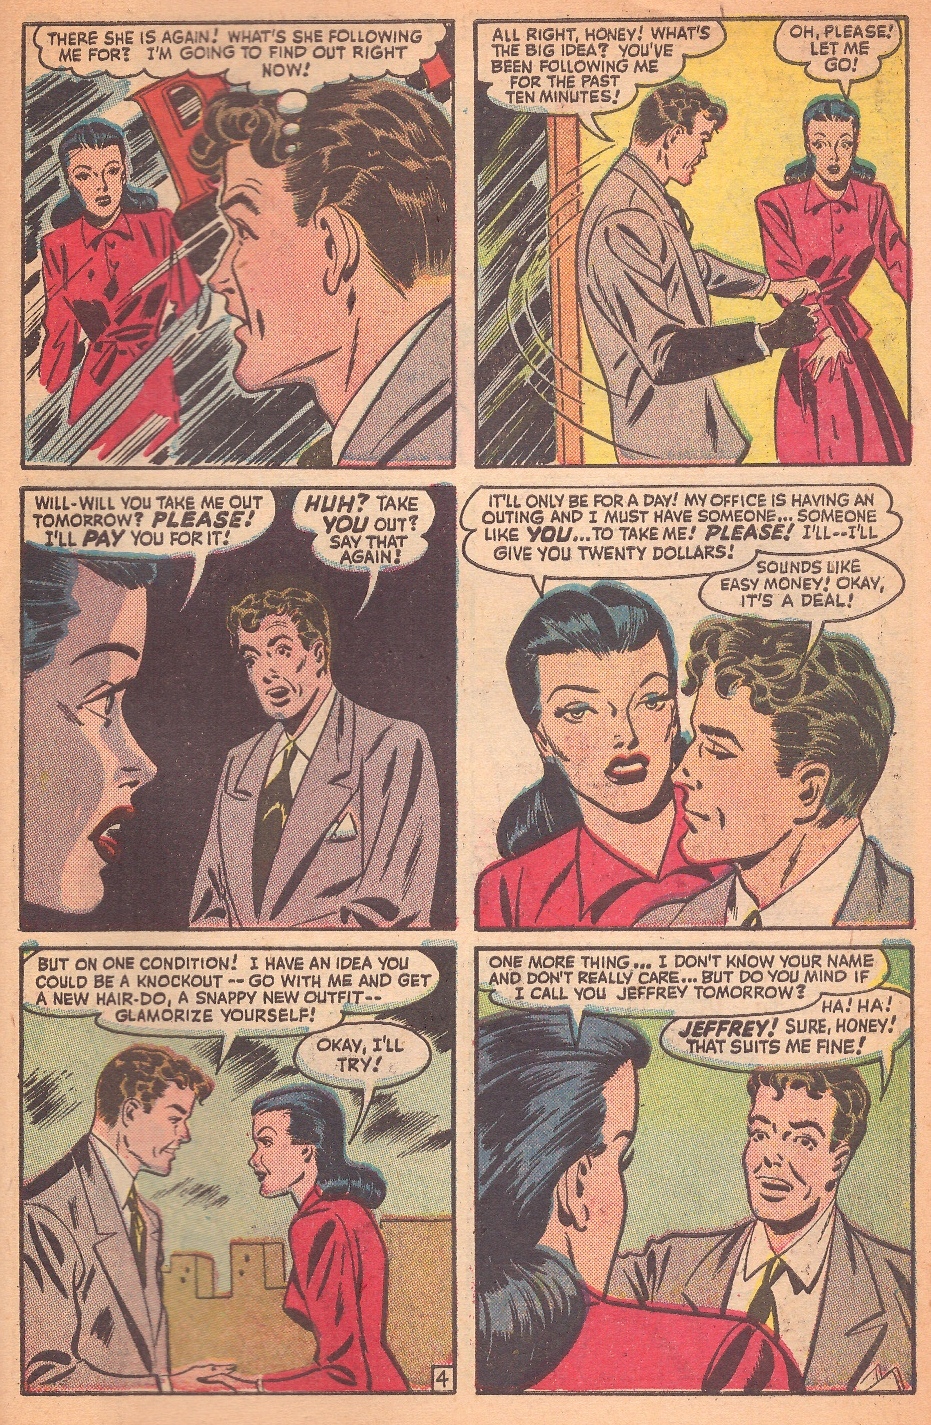 THERE SHE IS AGAIN! WHAT'S SHE FOLLOWING
ME FOR? I'M GOING TO FIND OUT RIGHT
NOW!
ALL RIGHT, HONEY! WHAT'S
THE BIG IDEA? YOU'VE
BEEN FOLLOWING ME
FOR THE PAST
TEN MINUTES!
OH, PLEASE!
LET ME
GO!
WILL-WILL YOU TAKE ME OUT
TOMORROW? PLEASE!
I'LL PAY YOU FOR IT!
HUH? TAKE
YOU OUT?
SAY THAT
AGAIN!
IT'LL ONLY BE FOR A DAY! MY OFFICE IS HAVING AN
OUTING AND I MUST HAVE SOMEONE... SOMEONE
LIKE YOU...TO TAKE ME! PLEASE! I'LL--I'LL
GIVE YOU TWENTY DOLLARS!
SOUNDS LIKE
EASY MONEY! OKAY,
IT'S A DEAL!
BUT ON ONE CONDITION! I HAVE AN IDEA YOU
COULD BE A KNOCKOUT -- GO WITH ME AND GET
A NEW HAIR-DO, A SNAPPY NEW OUTFIT--
GLAMORIZE YOURSELF!
OKAY, I'LL
TRY!
4
ONE MORE THING... I DON'T KNOW YOUR NAME
AND DON'T REALLY CARE... BUT DO YOU MIND IF
I CALL YOU JEFFREY TOMORROW?
HA! HA!
JEFFREY! SURE, HONEY!
THAT SUITS ME FINE!